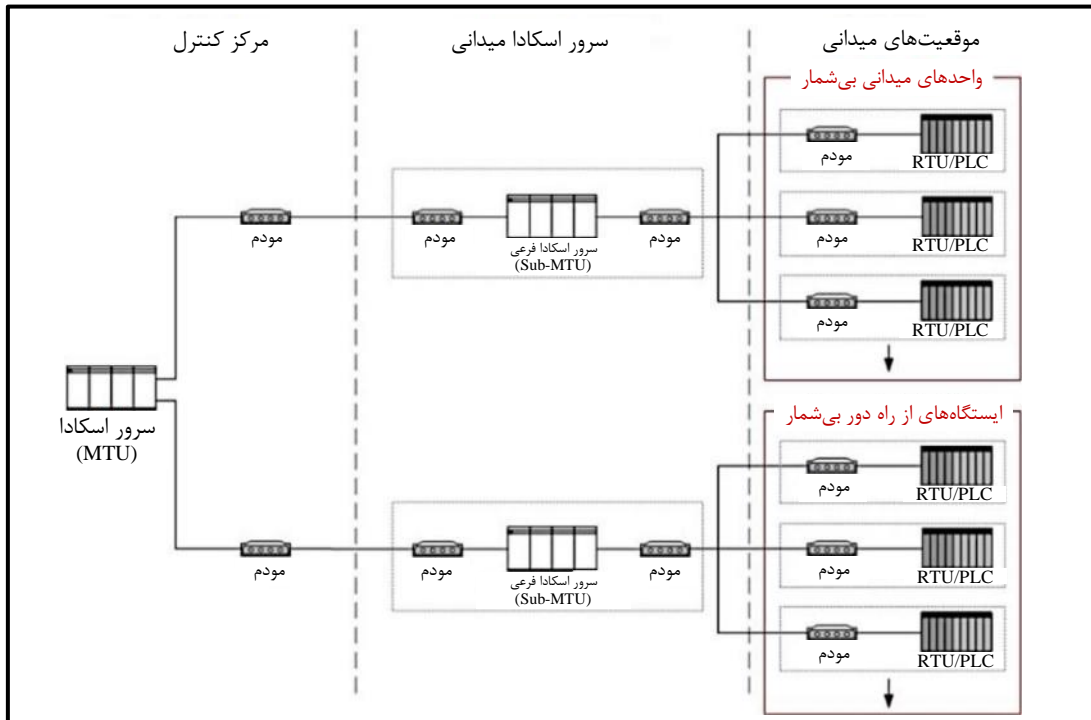 موقعیت‌های میدانی
سرور اسکادا میدانی
مرکز کنترل
واحدهای میدانی بی‌شمار
مودم
RTU/PLC
مودم
RTU/PLC
مودم
RTU/PLC
مودم
مودم
سرور اسکادا فرعی
(Sub-MTU)
مودم
سرور اسکادا
(MTU)
ایستگاه‌های از راه دور بی‌شمار
مودم
RTU/PLC
مودم
RTU/PLC
مودم
RTU/PLC
مودم
مودم
سرور اسکادا فرعی
(Sub-MTU)
مودم